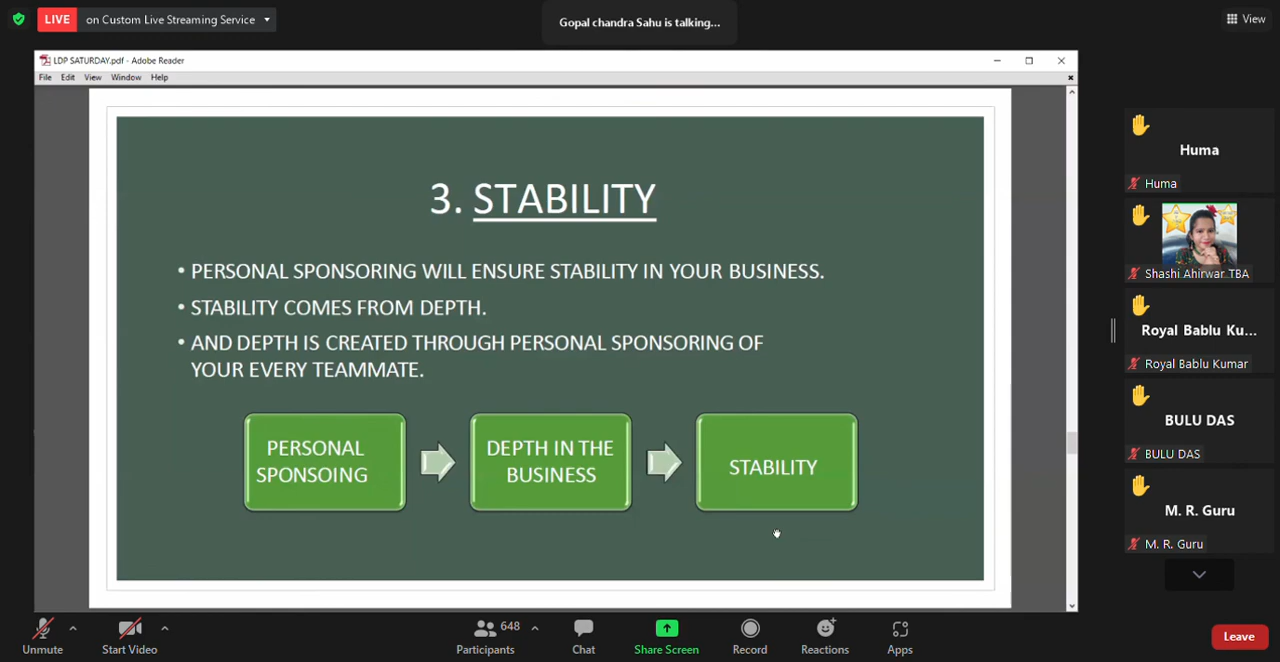 LIVE on Custom Live Streaming Service
Gopal chandra Sahu is talking...
View
LDP SATURDAY.pdf - Adobe Reader
File Edit View Window Help
3. STABILITY
• PERSONAL SPONSORING WILL ENSURE STABILITY IN YOUR BUSINESS.
• STABILITY COMES FROM DEPTH.
• AND DEPTH IS CREATED THROUGH PERSONAL SPONSORING OF
YOUR EVERY TEAMMATE.
PERSONAL
SPONSOING
DEPTH IN THE
BUSINESS
STABILITY
Huma
Huma
Shashi Ahirwar TBA
Royal Bablu Ku...
Royal Bablu Kumar
BULU DAS
BULU DAS
M. R. Guru
M. R. Guru
Unmute
Start Video
Participants 648
Chat
Share Screen
Record
Reactions
Apps
Leave